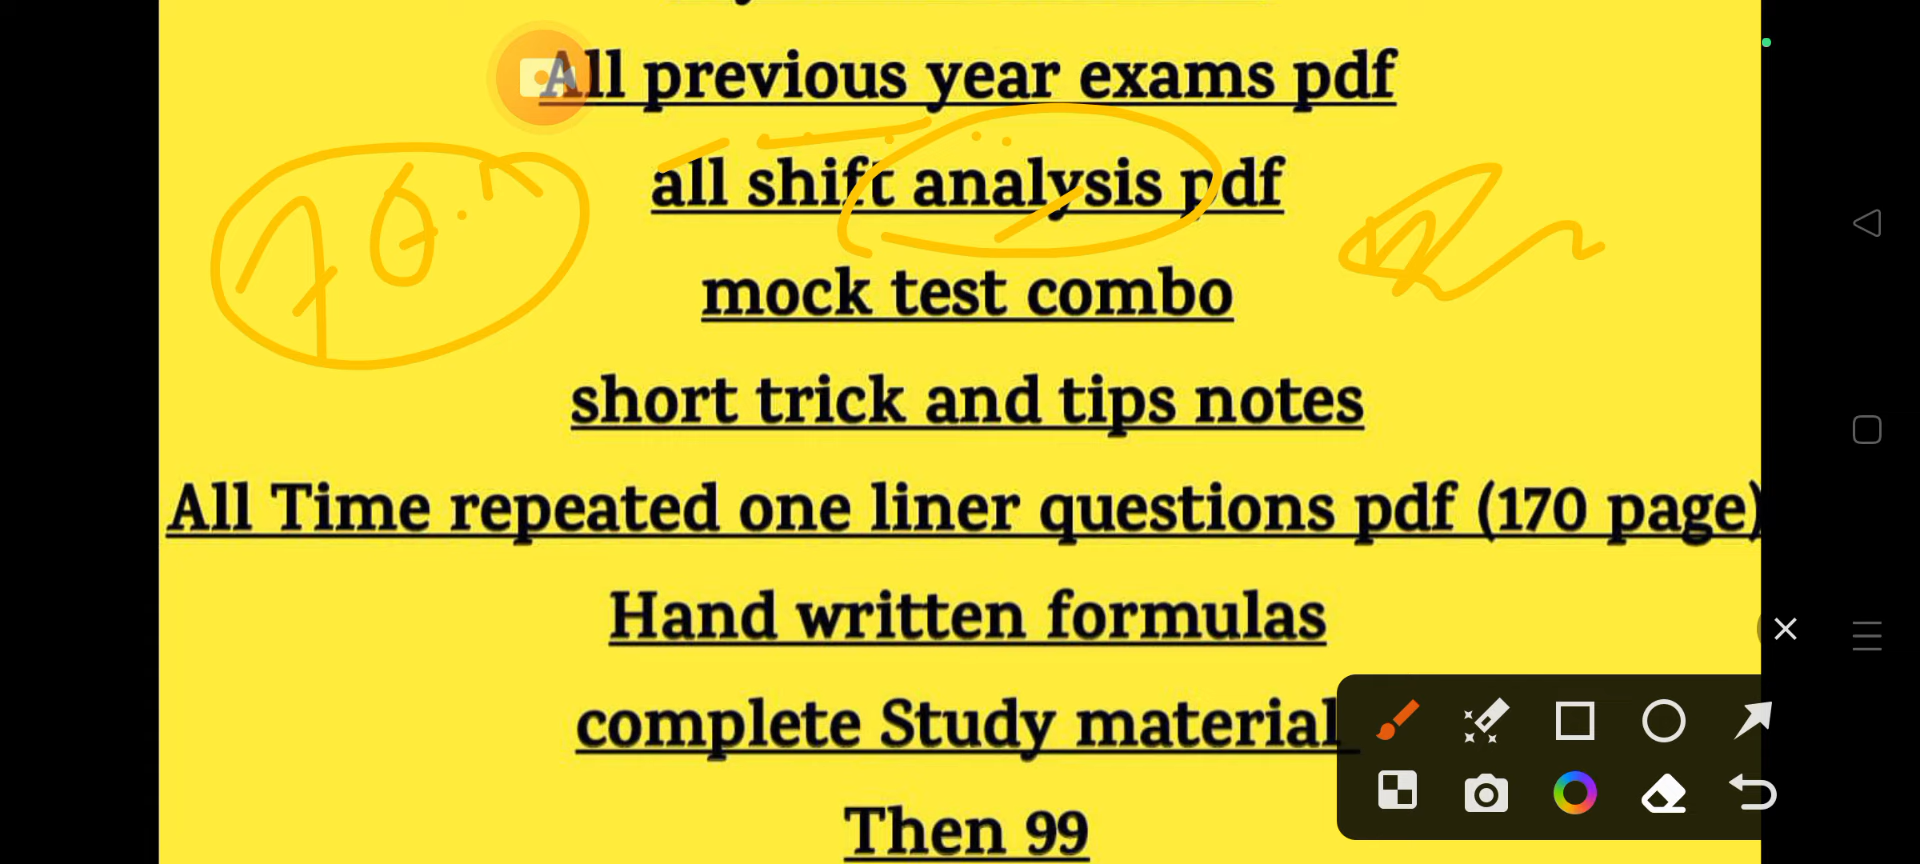 All previous year exams pdf
all shift analysis pdf
mock test combo
short trick and tips notes
All Time repeated one liner questions pdf (170 page)
Hand written formulas
complete Study material
Then 99